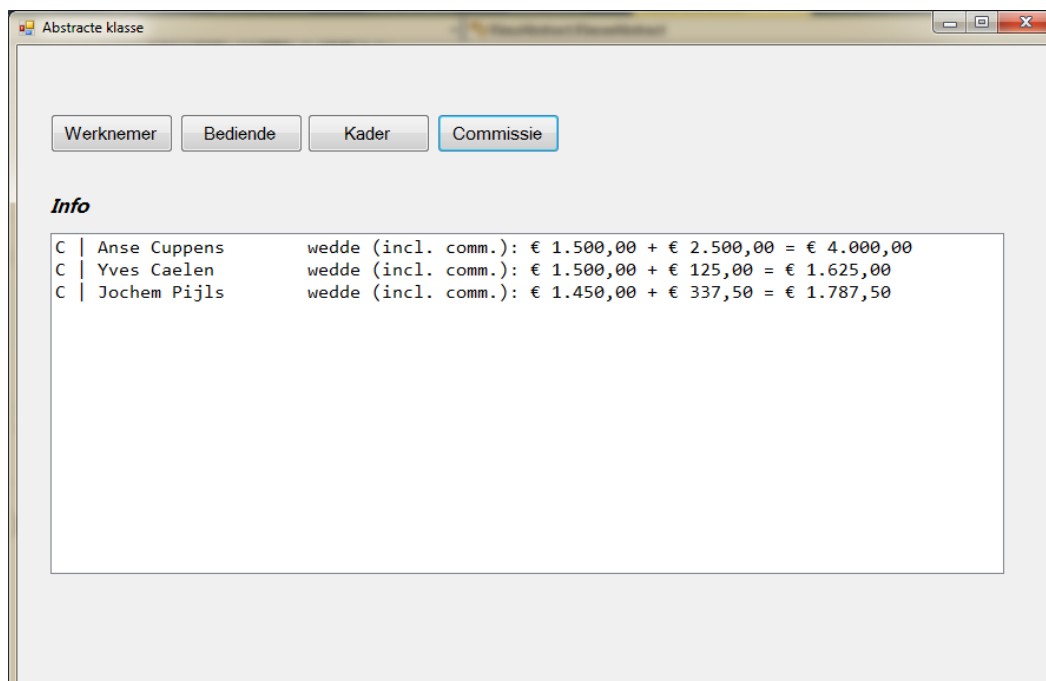 Abstracte klasse
Werknemer Bediende Kader Commissie
Info
C | Anse Cuppens wedde (incl. comm.): € 1.500,00 + € 2.500,00 = € 4.000,00
C | Yves Caelen wedde (incl. comm.): € 1.500,00 + € 125,00 = € 1.625,00
C | Jochem Pijls wedde (incl. comm.): € 1.450,00 + € 337,50 = € 1.787,50